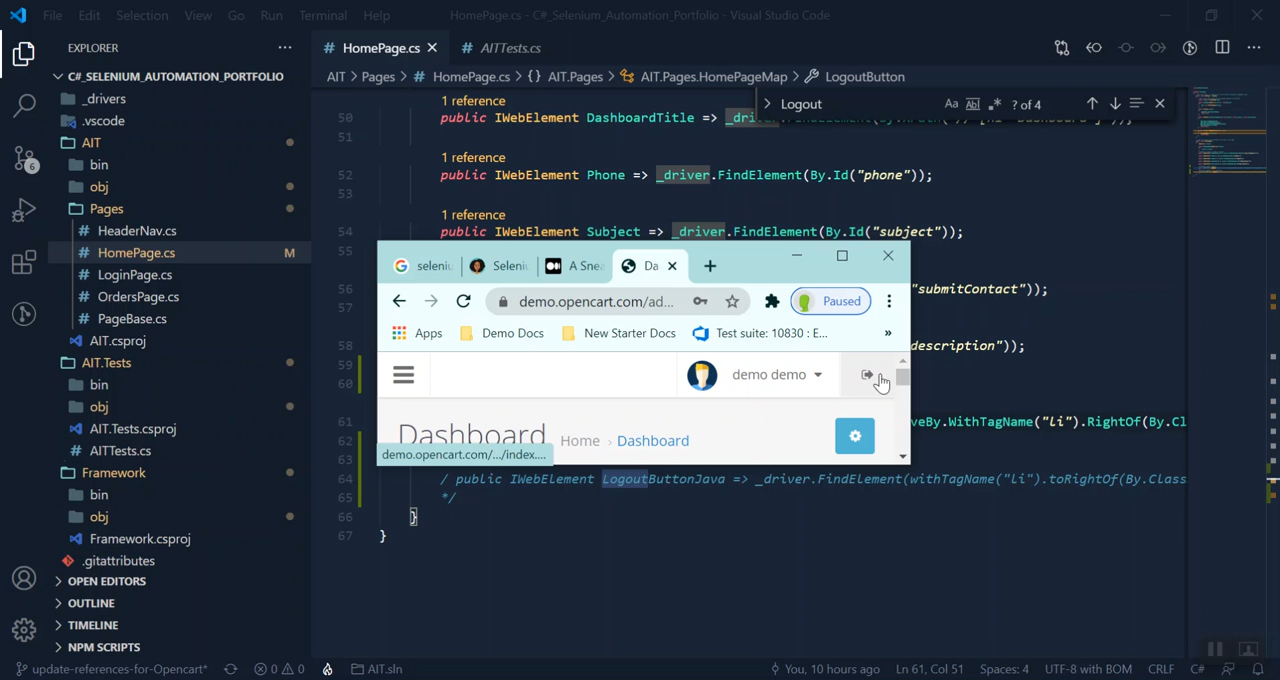 File Edit Selection View Go Run Terminal Help HomePage.cs - C#_Selenium_Automation_Portfolio - Visual Studio Code
EXPLORER
C#_SELENIUM_AUTOMATION_PORTFOLIO
_drivers
.vscode
AIT
bin
obj
Pages
# HeaderNav.cs
# HomePage.cs M
# LoginPage.cs
# OrdersPage.cs
# PageBase.cs
AIT.csproj
AIT.Tests
bin
obj
AIT.Tests.csproj
# AITTests.cs
Framework
bin
obj
Framework.csproj
.gitattributes
OPEN EDITORS
OUTLINE
TIMELINE
NPM SCRIPTS
6
# HomePage.cs
# AITTests.cs
AIT > Pages > # HomePage.cs > {} AIT.Pages > AIT.Pages.HomePageMap > LogoutButton
Logout Aa Abl ? of 4
1 reference
50 public IWebElement DashboardTitle =>
51
1 reference
52 public IWebElement Phone => _driver.FindElement(By.Id("phone"));
53
1 reference
54 public IWebElement Subject => _driver.FindElement(By.Id("subject"));
55
56 "submitContact"));
57
58 description"));
59
60
61 veBy.WithTagName("li").RightOf(By.Cl
62
63
64 / public IWebElement LogoutButtonJava => _driver.FindElement(withTagName("li").toRightOf(By.Class
65 */
66 }
67 }
seleniu Seleni A Snea Da
demo.opencart.com/ad... Paused
Apps Demo Docs New Starter Docs Test suite: 10830 : E... »
demo demo
Dashboard Home > Dashboard
demo.opencart.com/.../index....
update-references-for-Opencart* 0 0 AIT.sln You, 10 hours ago Ln 61, Col 51 Spaces: 4 UTF-8 with BOM CRLF C#